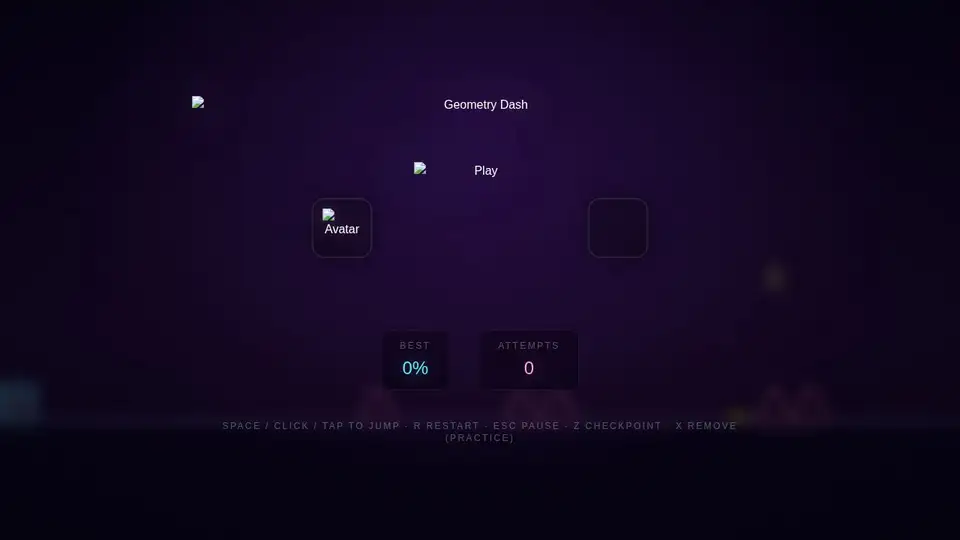 Geometry Dash
Play
Avatar
BEST
0%
ATTEMPTS
0
SPACE / CLICK / TAP TO JUMP · R RESTART · ESC PAUSE · Z CHECKPOINT X REMOVE
(PRACTICE)